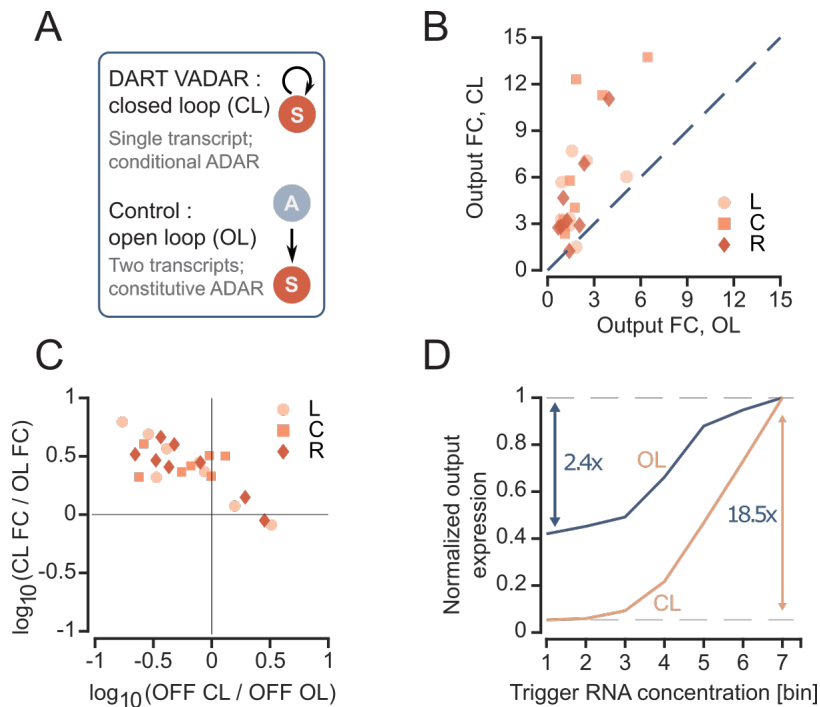 A
DART VADAR :
closed loop (CL)
S
Single transcript;
conditional ADAR
A
Control :
open loop (OL)
Two transcripts;
constitutive ADAR
S
B
15
12
9
6
3
0
Output FC, CL
L
C
R
0 3 6 9 12 15
Output FC, OL
C
1
0.5
0
-0.5
-1
log10(CL FC / OL FC)
L
C
R
-1 -0.5 0 0.5 1
log10(OFF CL / OFF OL)
D
1
0.8
0.6
0.4
0.2
0
Normalized output
expression
2.4x
OL
18.5x
CL
1 2 3 4 5 6 7
Trigger RNA concentration [bin]